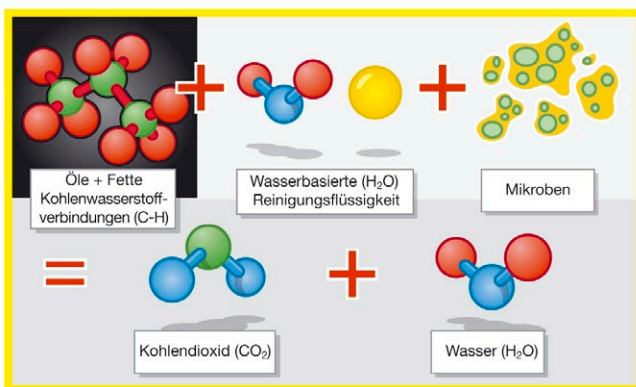 Öle + Fette
Kohlenwasserstoff-
verbindungen (C-H)
Wasserbasierte (H₂O)
Reinigungsflüssigkeit
Mikroben
Kohlendioxid (CO₂)
Wasser (H₂O)